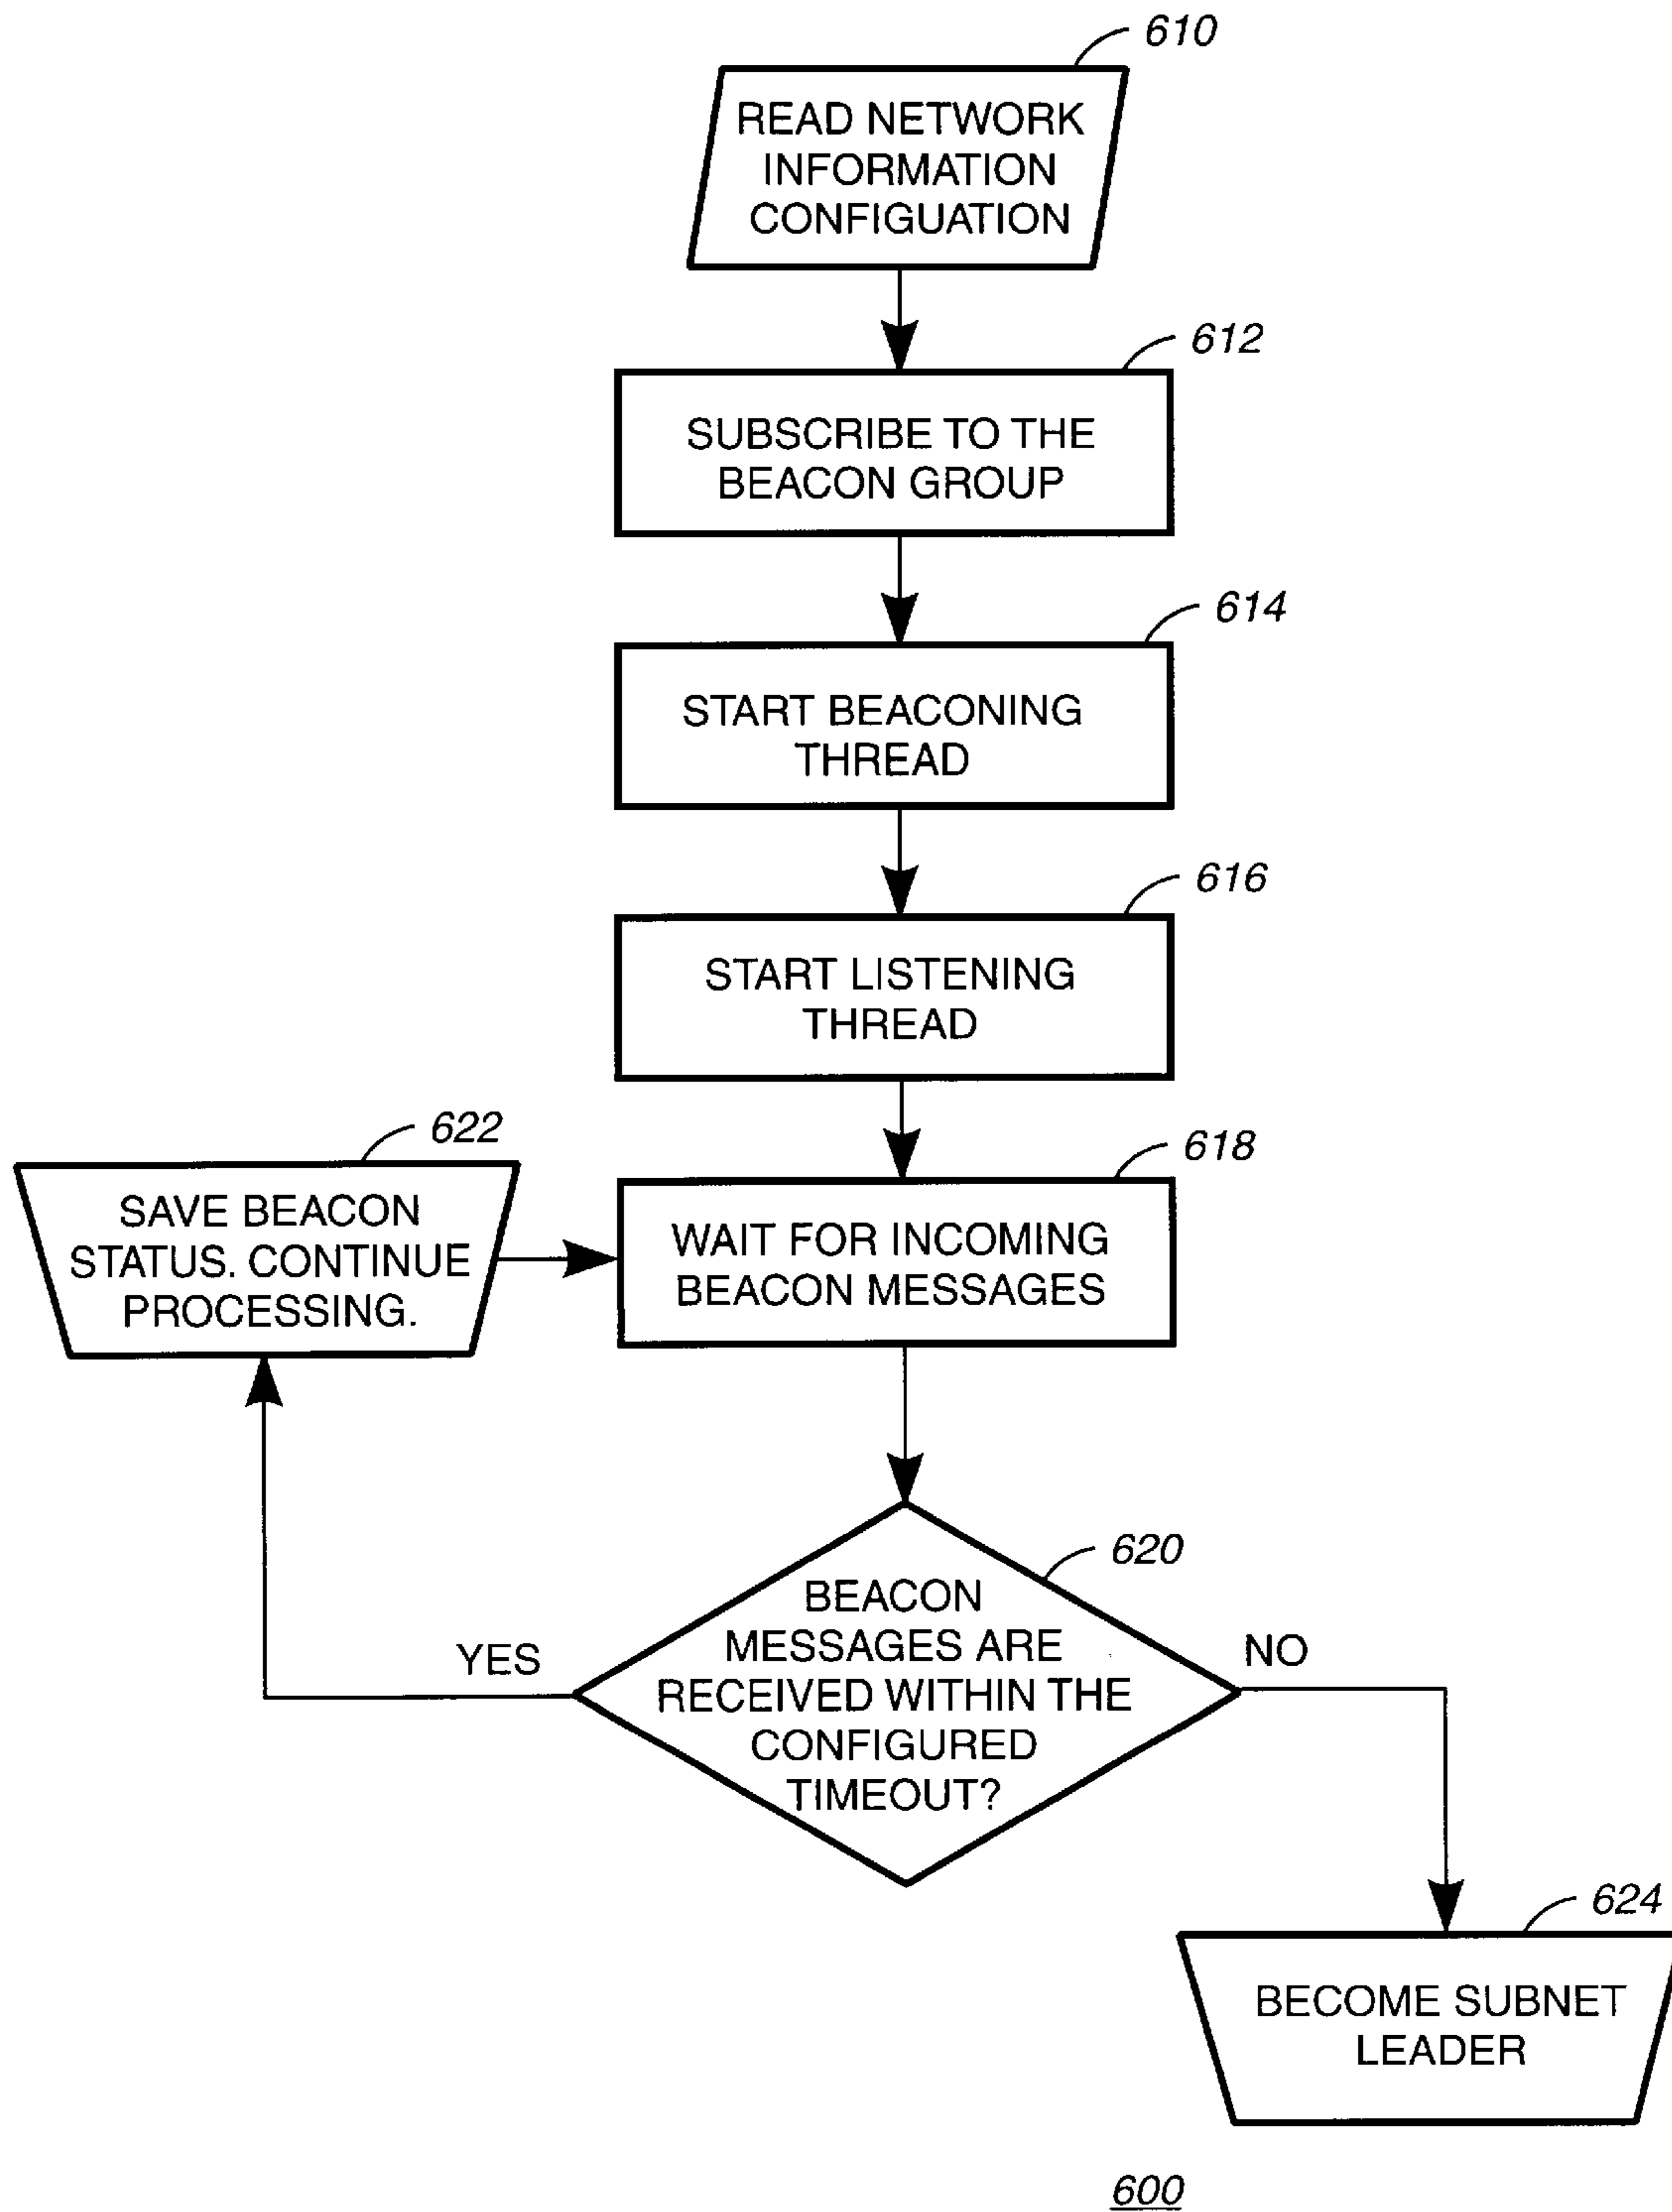 610
READ NETWORK
INFORMATION
CONFIGUATION
612
SUBSCRIBE TO THE
BEACON GROUP
614
START BEACONING
THREAD
616
START LISTENING
THREAD
622
SAVE BEACON
STATUS. CONTINUE
PROCESSING.
618
WAIT FOR INCOMING
BEACON MESSAGES
620
BEACON
MESSAGES ARE
RECEIVED WITHIN THE
CONFIGURED
TIMEOUT?
YES
NO
624
BECOME SUBNET
LEADER
600